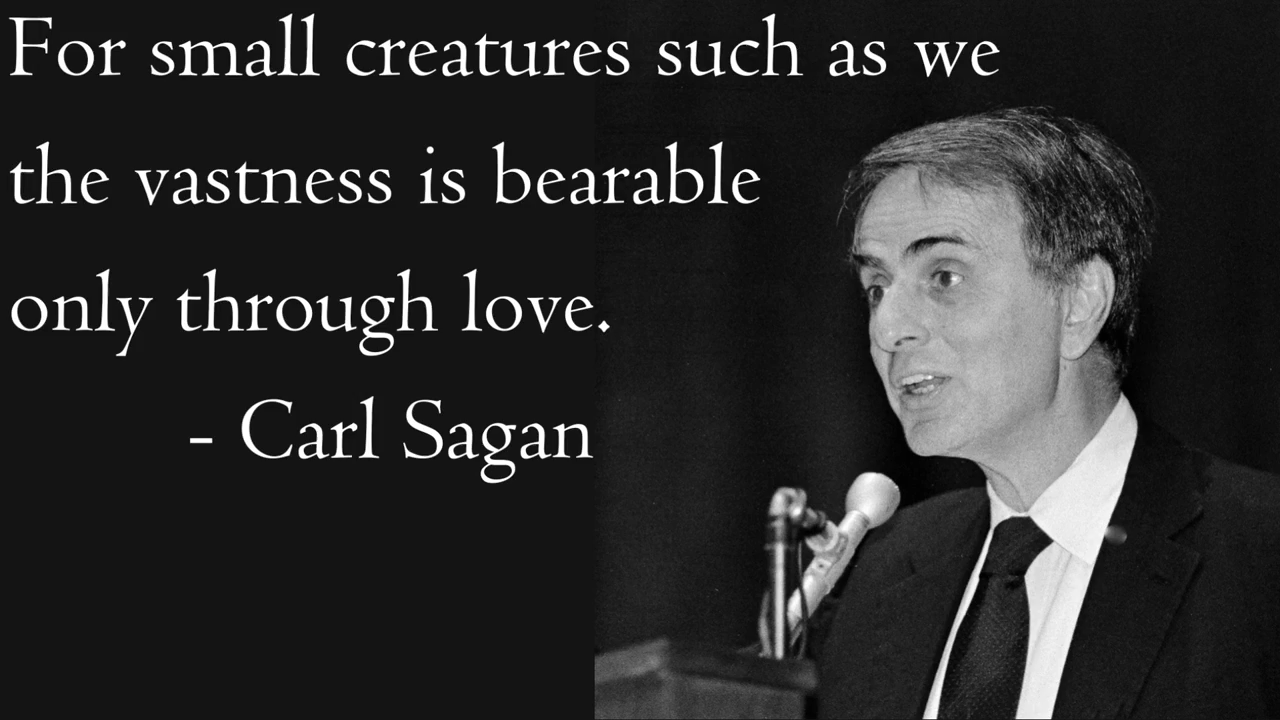 For small creatures such as we
the vastness is bearable
only through love.
- Carl Sagan